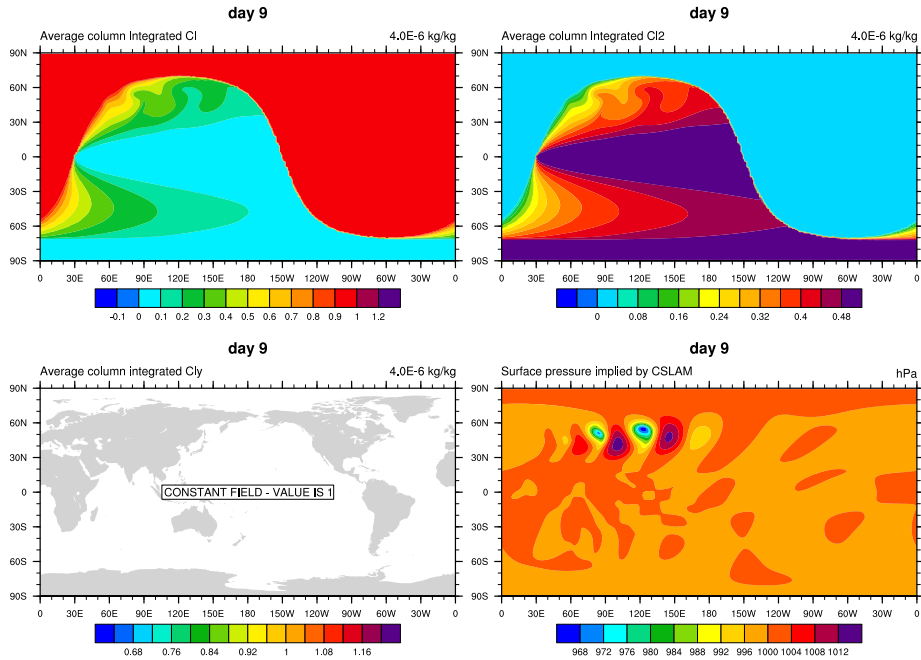 day 9
Average column Integrated Cl 4.0E-6 kg/kg
90N
60N
30N
0
30S
60S
90S
0 30E 60E 90E 120E 150E 180 150W 120W 90W 60W 30W 0
-0.1 0 0.1 0.2 0.3 0.4 0.5 0.6 0.7 0.8 0.9 1 1.2
day 9
Average column Integrated Cl2 4.0E-6 kg/kg
90N
60N
30N
0
30S
60S
90S
0 30E 60E 90E 120E 150E 180 150W 120W 90W 60W 30W 0
0 0.08 0.16 0.24 0.32 0.4 0.48
day 9
Average column integrated Cly 4.0E-6 kg/kg
90N
60N
30N
0
30S
60S
90S
CONSTANT FIELD - VALUE IS 1
0 30E 60E 90E 120E 150E 180 150W 120W 90W 60W 30W 0
0.68 0.76 0.84 0.92 1 1.08 1.16
day 9
Surface pressure implied by CSLAM hPa
90N
60N
30N
0
30S
60S
90S
0 30E 60E 90E 120E 150E 180 150W 120W 90W 60W 30W 0
968 972 976 980 984 988 992 996 1000 1004 1008 1012